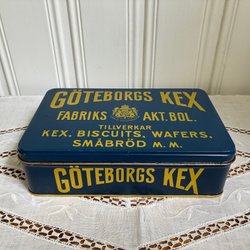 GÖTEBORGS KEX
FABRIKS AKT. BOL.
TILLVERKAR
KEX, BISCUITS, WAFERS,
SMÅBRÖD M. M.
GÖTEBORGS KEX